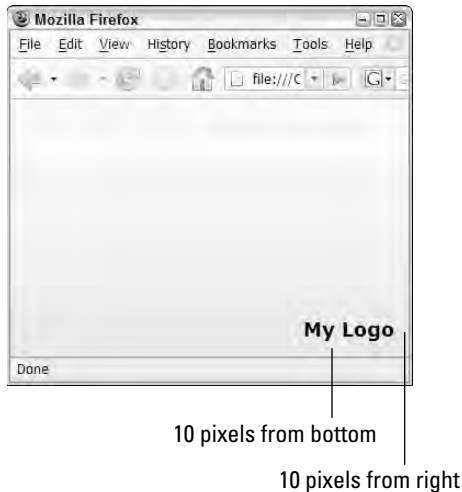 Mozilla Firefox
File Edit View History Bookmarks Tools Help
file:///C G
My Logo
Done
10 pixels from bottom
10 pixels from right